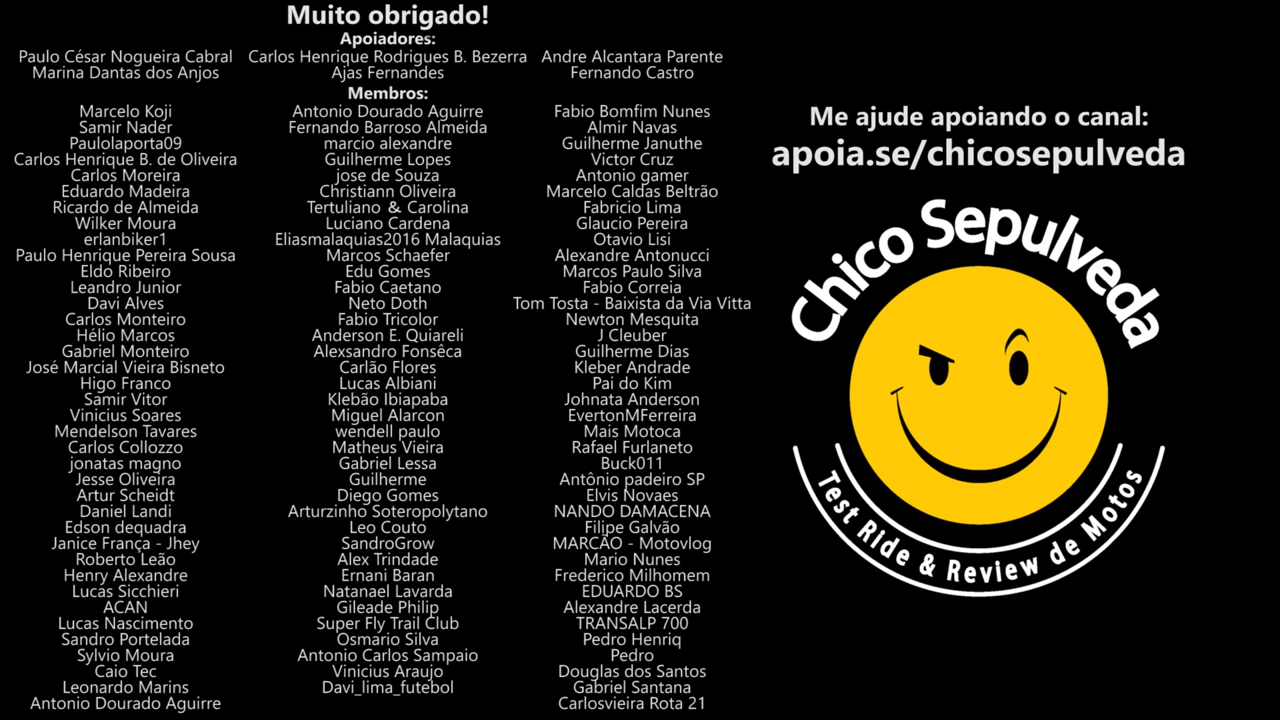 Muito obrigado!
Apoiadores:
Paulo César Nogueira Cabral
Carlos Henrique Rodrigues B. Bezerra
Andre Alcantara Parente
Marina Dantas dos Anjos
Ajas Fernandes
Fernando Castro
Membros:
Marcelo Koji
Samir Nader
Paulolaporta09
Carlos Henrique B. de Oliveira
Carlos Moreira
Eduardo Madeira
Ricardo de Almeida
Wilker Moura
erlanbiker1
Paulo Henrique Pereira Sousa
Eldo Ribeiro
Leandro Junior
Davi Alves
Carlos Monteiro
Hélio Marcos
Gabriel Monteiro
José Marcial Vieira Bisneto
Higo Franco
Samir Vitor
Vinicius Soares
Mendelson Tavares
Carlos Collozzo
jonatas magno
Jesse Oliveira
Artur Scheidt
Daniel Landi
Edson dequadra
Janice França - Jhey
Roberto Leão
Henry Alexandre
Lucas Sicchieri
ACAN
Lucas Nascimento
Sandro Portelada
Sylvio Moura
Caio Tec
Leonardo Marins
Antonio Dourado Aguirre
Antonio Dourado Aguirre
Fernando Barroso Almeida
marcio alexandre
Guilherme Lopes
jose de Souza
Christiann Oliveira
Tertuliano & Carolina
Luciano Cardena
Eliasmalaquias2016 Malaquias
Marcos Schaefer
Edu Gomes
Fabio Caetano
Neto Doth
Fabio Tricolor
Anderson E. Quiareli
Alexsandro Fonsêca
Carlão Flores
Lucas Albiani
Klebão Ibiapaba
Miguel Alarcon
wendell paulo
Matheus Vieira
Gabriel Lessa
Guilherme
Diego Gomes
Arturzinho Soteropolytano
Leo Couto
SandroGrow
Alex Trindade
Ernani Baran
Natanael Lavarda
Gileade Philip
Super Fly Trail Club
Osmario Silva
Antonio Carlos Sampaio
Vinicius Araujo
Davi_lima_futebol
Fabio Bomfim Nunes
Almir Navas
Guilherme Januthe
Victor Cruz
Antonio gamer
Marcelo Caldas Beltrão
Fabricio Lima
Glaucio Pereira
Otavio Lisi
Alexandre Antonucci
Marcos Paulo Silva
Fabio Correia
Tom Tosta - Baixista da Via Vitta
Newton Mesquita
J Cleuber
Guilherme Dias
Kleber Andrade
Pai do Kim
Johnata Anderson
EvertonMFerreira
Mais Motoca
Rafael Furlaneto
Buck011
Antônio padeiro SP
Elvis Novaes
NANDO DAMACENA
Filipe Galvão
MARCÃO - Motovlog
Mario Nunes
Frederico Milhomem
EDUARDO BS
Alexandre Lacerda
TRANSALP 700
Pedro Henriq
Pedro
Douglas dos Santos
Gabriel Santana
Carlosvieira Rota 21
Me ajude apoiando o canal:
apoia.se/chicosepulveda
Chico Sepulveda
Test Ride & Review de Motos